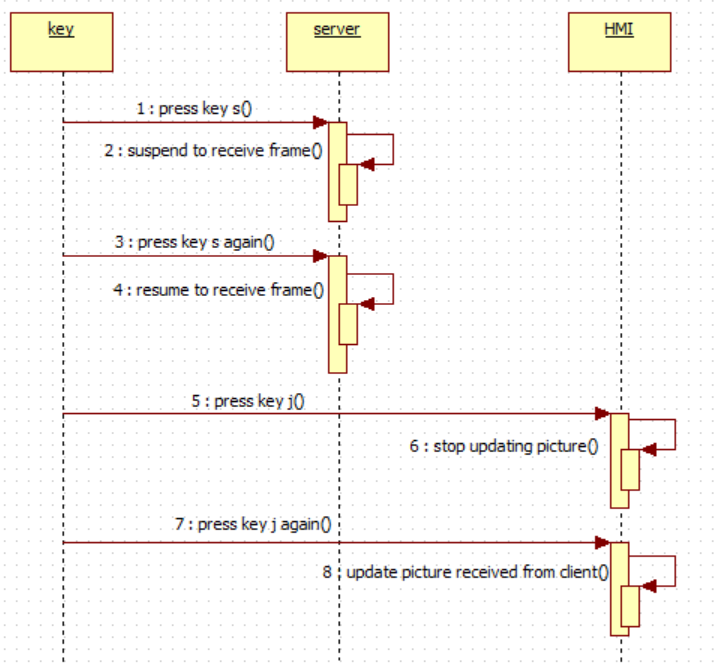 key
server
HMI
1 : press key s()
2 : suspend to receive frame()
3 : press key s again()
4 : resume to receive frame()
5 : press key j()
6 : stop updating picture()
7 : press key j again()
8 : update picture received from client()